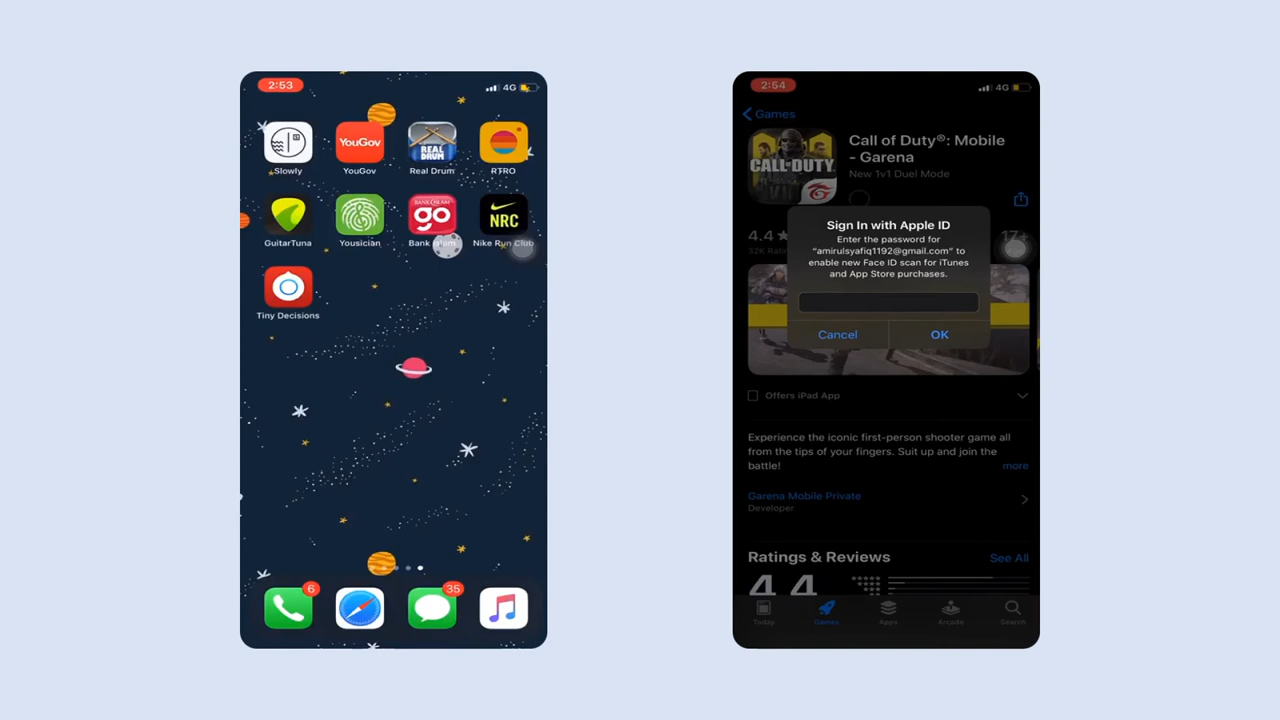 2:53
4G
YouGov
REAL
DRUM
Slowly
YouGov
Real Drum
RTRO
BANK ISLAM
go
NRC
GuitarTuna
Yousician
Bank Islam
Nike Run Club
Tiny Decisions
6
35
2:54
4G
Games
Call of Duty®: Mobile
- Garena
New 1v1 Duel Mode
CALL·DUTY
Sign In with Apple ID
Enter the password for
“amirulsyafiq1192@gmail.com” to
enable new Face ID scan for iTunes
and App Store purchases.
Cancel
OK
4.4
17+
Offers iPad App
Experience the iconic first-person shooter game all
from the tips of your fingers. Suit up and join the
battle!
more
Garena Mobile Private
Developer
Ratings & Reviews
See All
4 4
Today
Games
Apps
Arcade
Search